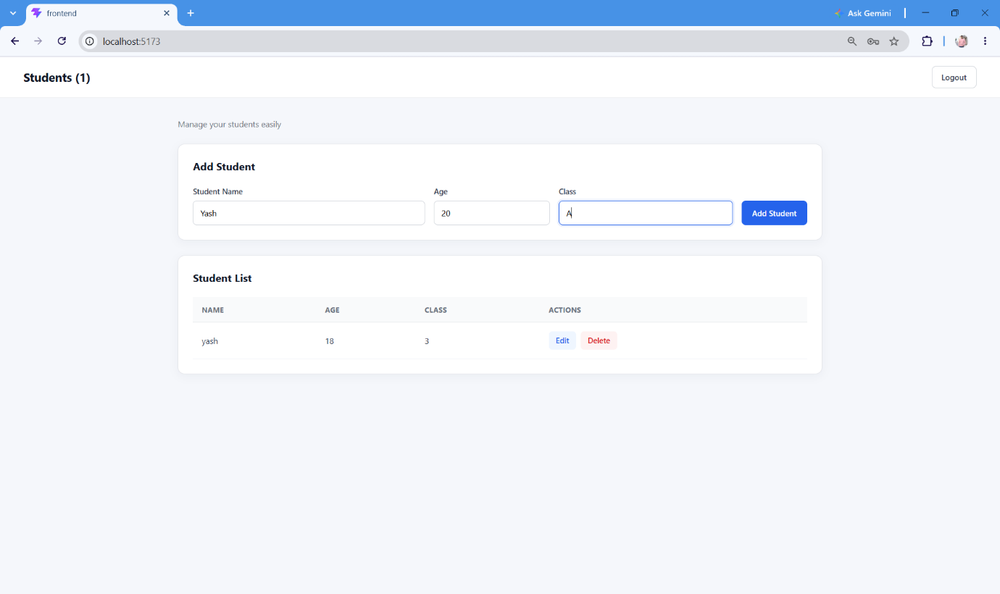 frontend
Ask Gemini
localhost:5173
Students (1)
Logout
Manage your students easily
Add Student
Student Name Age Class
Yash 20 A Add Student
Student List
NAME AGE CLASS ACTIONS
yash 18 3 Edit Delete